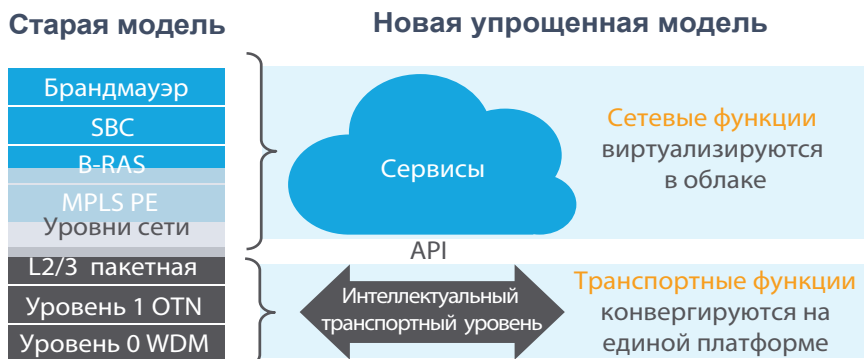 Старая модель
Новая упрощенная модель
Брандмауэр
SBC
B-RAS
MPLS PE
Уровни сети
L2/3 пакетная
Уровень 1 OTN
Уровень 0 WDM
Сервисы
API
Интеллектуальный
транспортный уровень
Сетевые функции
виртуализируются
в облаке
Транспортные функции
конвергируются на
единой платформе